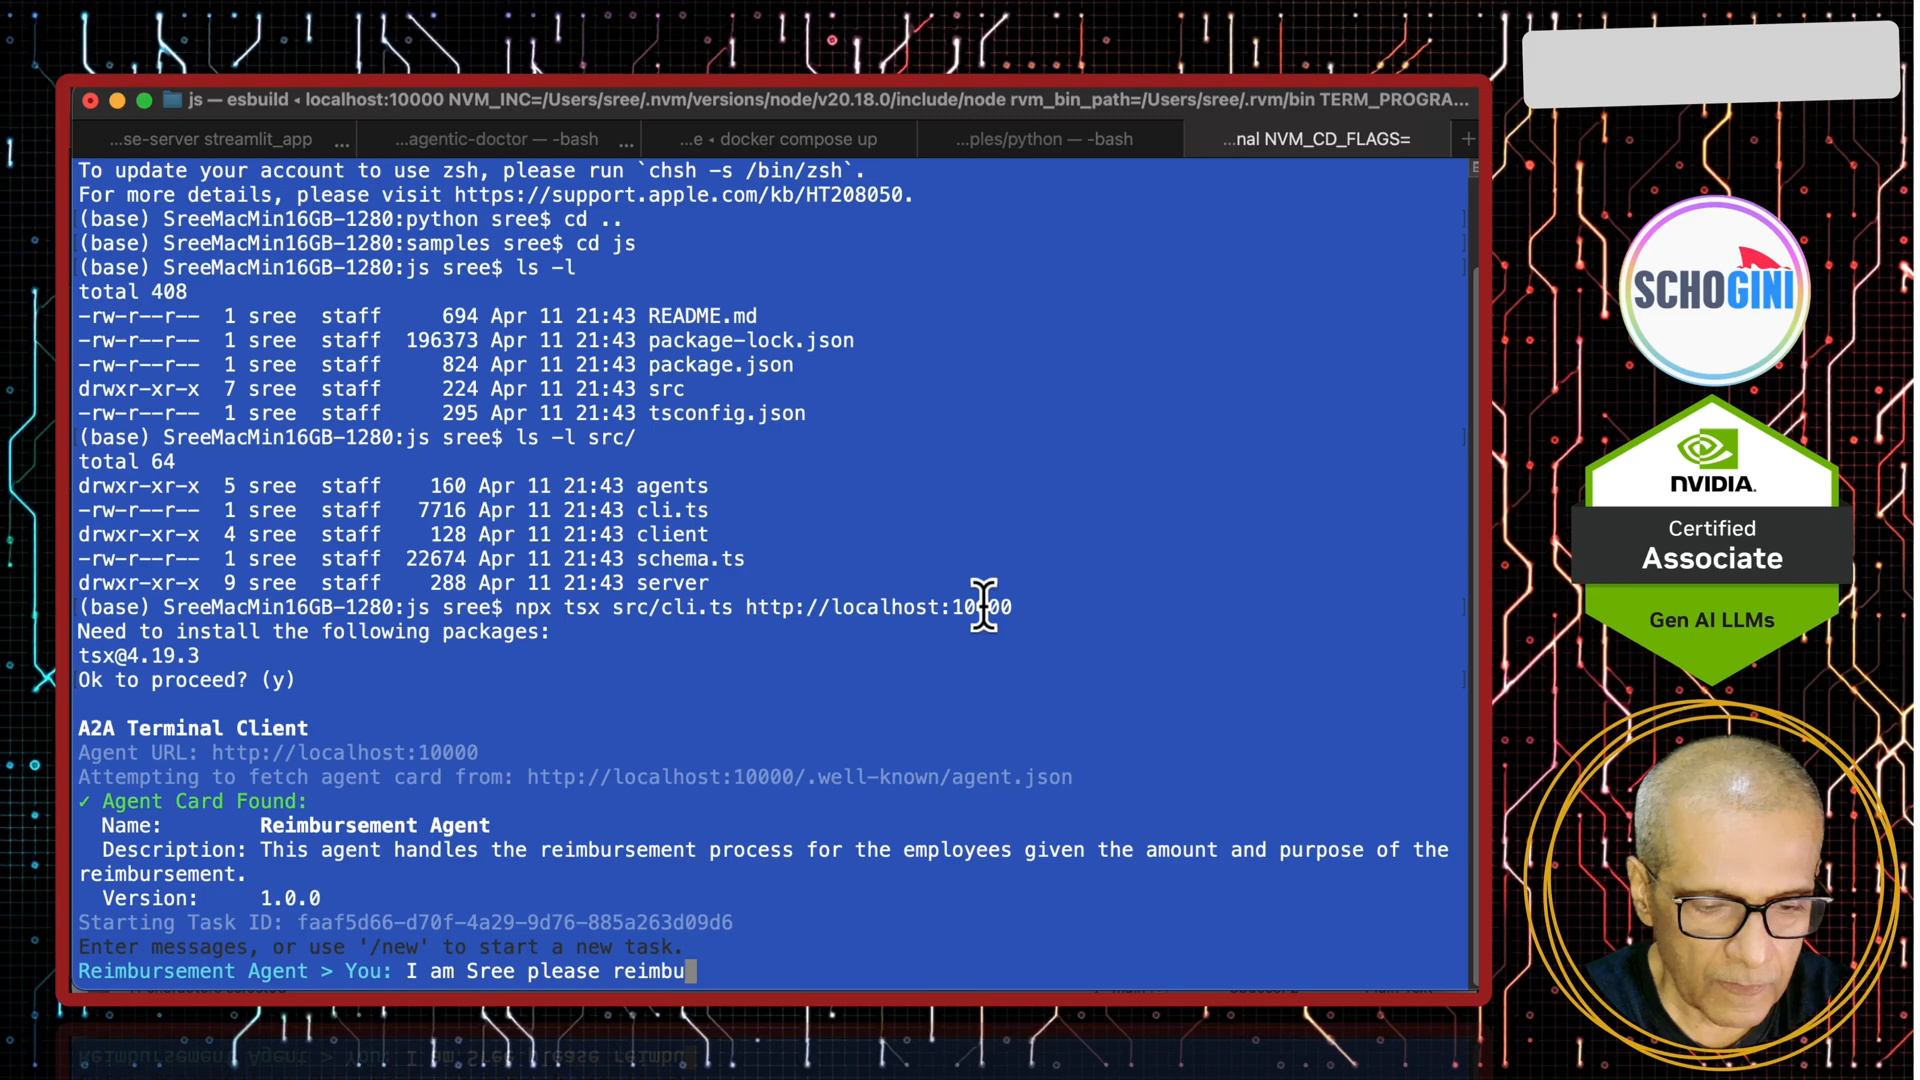 js — esbuild ◂ localhost:10000 NVM_INC=/Users/sree/.nvm/versions/node/v20.18.0/include/node rvm_bin_path=/Users/sree/.rvm/bin TERM_PROGRA...
...se-server streamlit_app ... ...agentic-doctor — -bash ... ...e ◂ docker compose up ...ples/python — -bash ...nal NVM_CD_FLAGS= +
To update your account to use zsh, please run `chsh -s /bin/zsh`.
For more details, please visit https://support.apple.com/kb/HT208050.
(base) SreeMacMin16GB-1280:python sree$ cd ..
(base) SreeMacMin16GB-1280:samples sree$ cd js
(base) SreeMacMin16GB-1280:js sree$ ls -l
total 408
-rw-r--r-- 1 sree staff 694 Apr 11 21:43 README.md
-rw-r--r-- 1 sree staff 196373 Apr 11 21:43 package-lock.json
-rw-r--r-- 1 sree staff 824 Apr 11 21:43 package.json
drwxr-xr-x 7 sree staff 224 Apr 11 21:43 src
-rw-r--r-- 1 sree staff 295 Apr 11 21:43 tsconfig.json
(base) SreeMacMin16GB-1280:js sree$ ls -l src/
total 64
drwxr-xr-x 5 sree staff 160 Apr 11 21:43 agents
-rw-r--r-- 1 sree staff 7716 Apr 11 21:43 cli.ts
drwxr-xr-x 4 sree staff 128 Apr 11 21:43 client
-rw-r--r-- 1 sree staff 22674 Apr 11 21:43 schema.ts
drwxr-xr-x 9 sree staff 288 Apr 11 21:43 server
(base) SreeMacMin16GB-1280:js sree$ npx tsx src/cli.ts http://localhost:10000
Need to install the following packages:
tsx@4.19.3
Ok to proceed? (y)
A2A Terminal Client
Agent URL: http://localhost:10000
Attempting to fetch agent card from: http://localhost:10000/.well-known/agent.json
✓ Agent Card Found:
Name: Reimbursement Agent
Description: This agent handles the reimbursement process for the employees given the amount and purpose of the
reimbursement.
Version: 1.0.0
Starting Task ID: faaf5d66-d70f-4a29-9d76-885a263d09d6
Enter messages, or use '/new' to start a new task.
Reimbursement Agent > You: I am Sree please reimbu
SCHOGINI
NVIDIA.
Certified
Associate
Gen AI LLMs